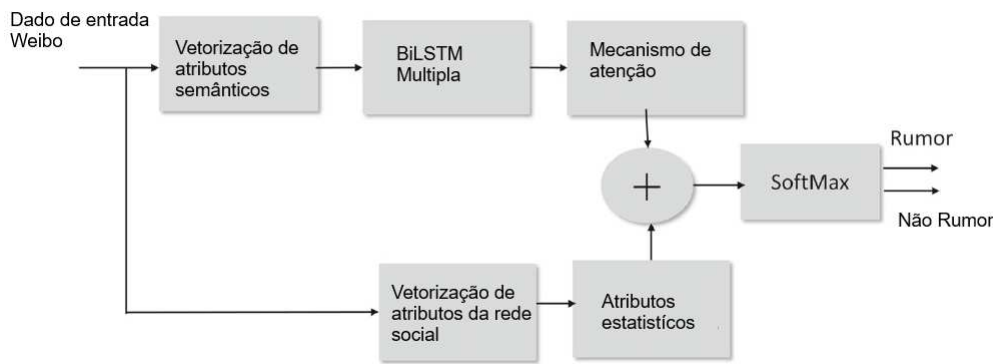 Dado de entrada
Weibo
Vetorização de
atributos
semânticos
BiLSTM
Multipla
Mecanismo de
atenção
+
SoftMax
Rumor
Não Rumor
Vetorização de
atributos da rede
social
Atributos
estatistícos